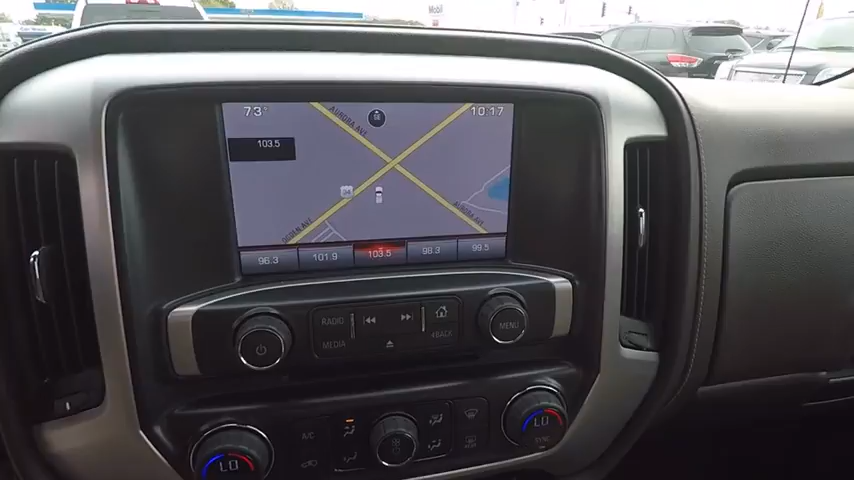 Mobil
73°
SE
10:17
AURORA AVE
103.5
34
OGDEN AVE
AURORA AVE
96.3 101.9 103.5 98.3 99.5
RADIO
MEDIA
BACK
MENU
A/C
LO
LO
SYNC